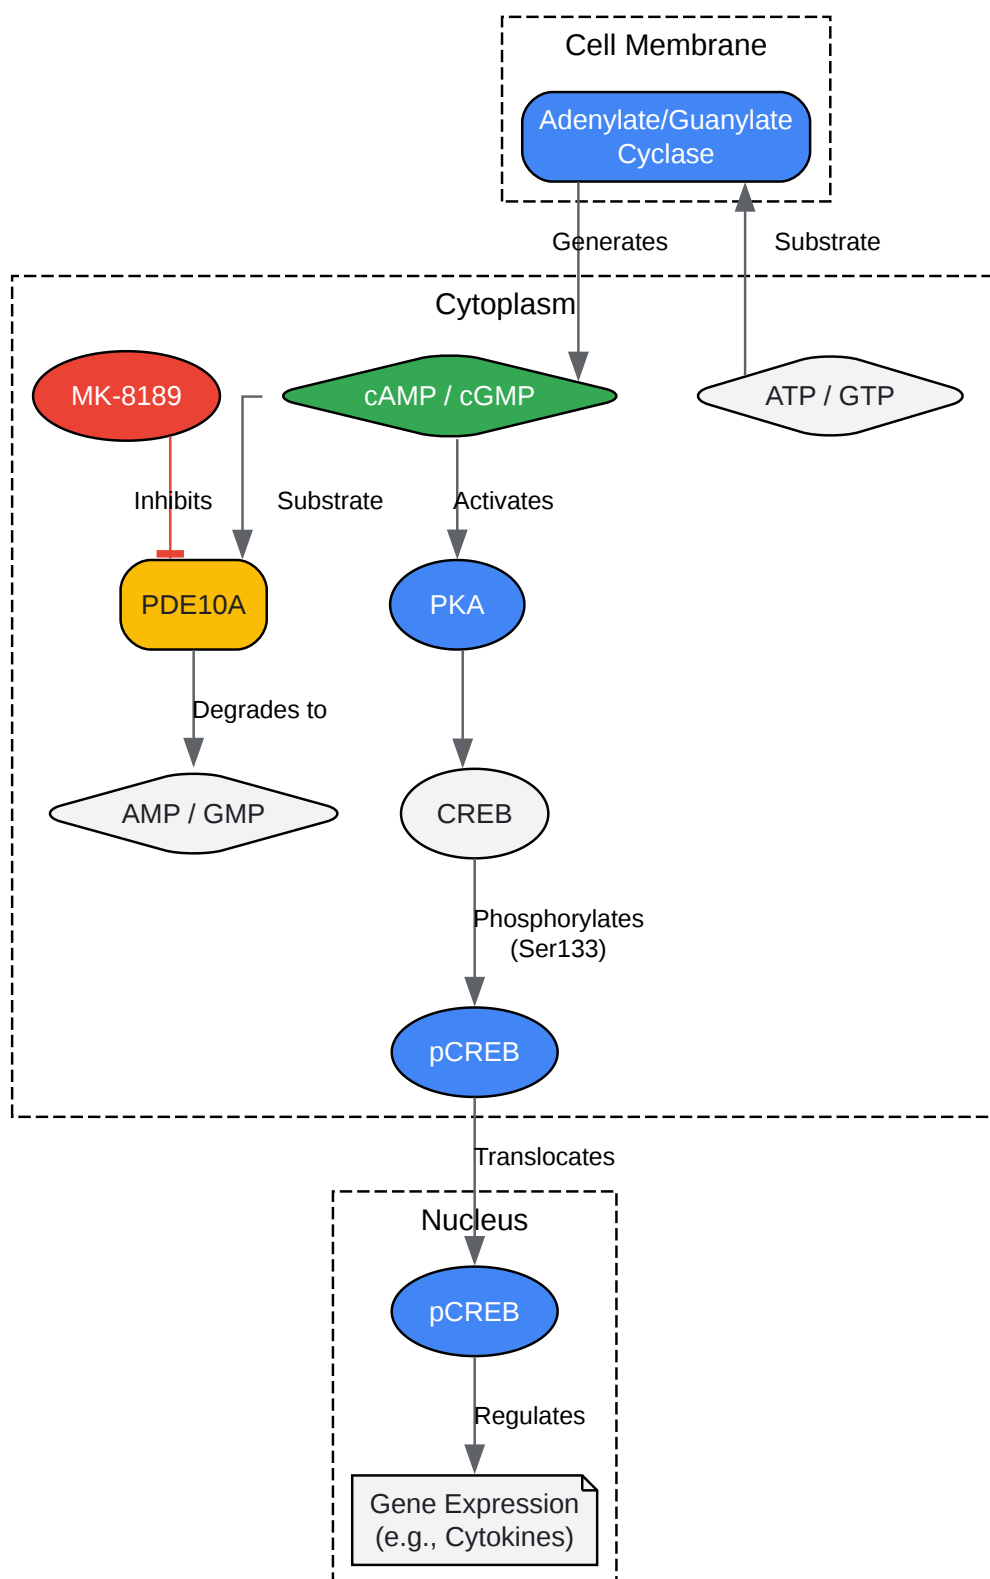 Cell Membrane
Adenylate/Guanylate
Cyclase
Generates
Substrate
Cytoplasm
MK-8189
cAMP / cGMP
ATP / GTP
Inhibits
Substrate
Activates
PDE10A
PKA
Degrades to
AMP / GMP
CREB
Phosphorylates
(Ser133)
pCREB
Translocates
Nucleus
pCREB
Regulates
Gene Expression
(e.g., Cytokines)